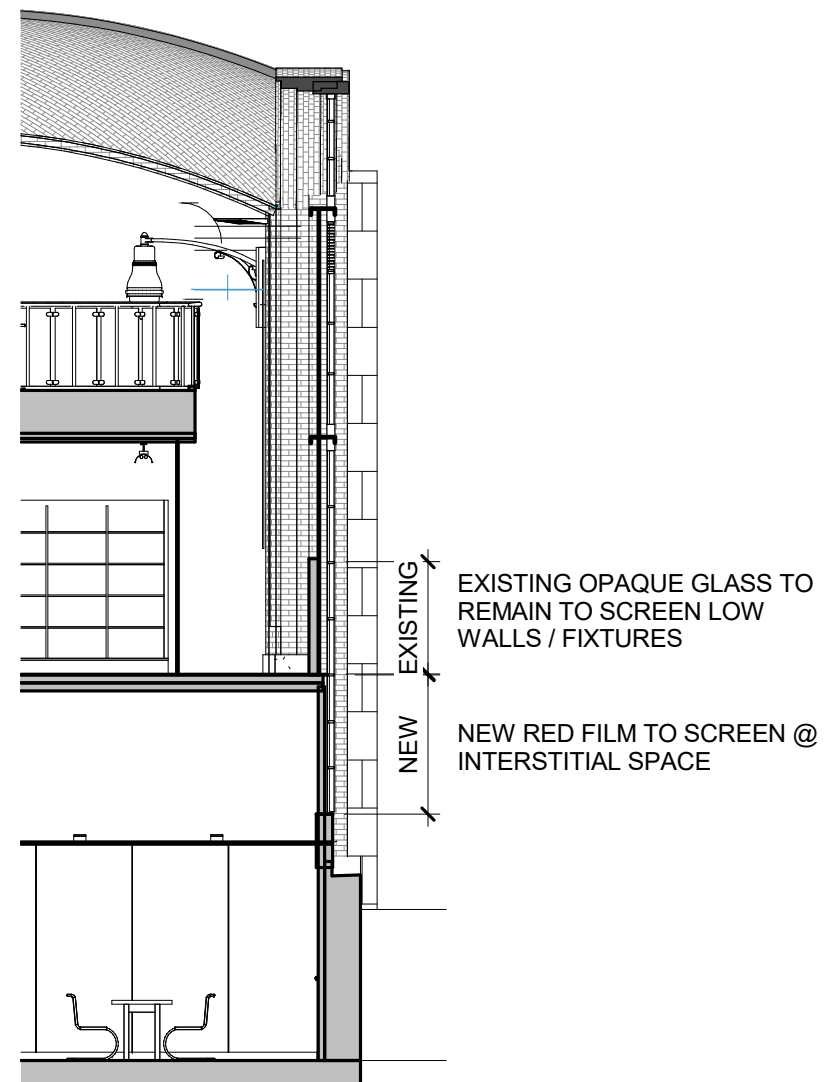 EXISTING
EXISTING OPAQUE GLASS TO
REMAIN TO SCREEN LOW
WALLS / FIXTURES
NEW
NEW RED FILM TO SCREEN @
INTERSTITIAL SPACE